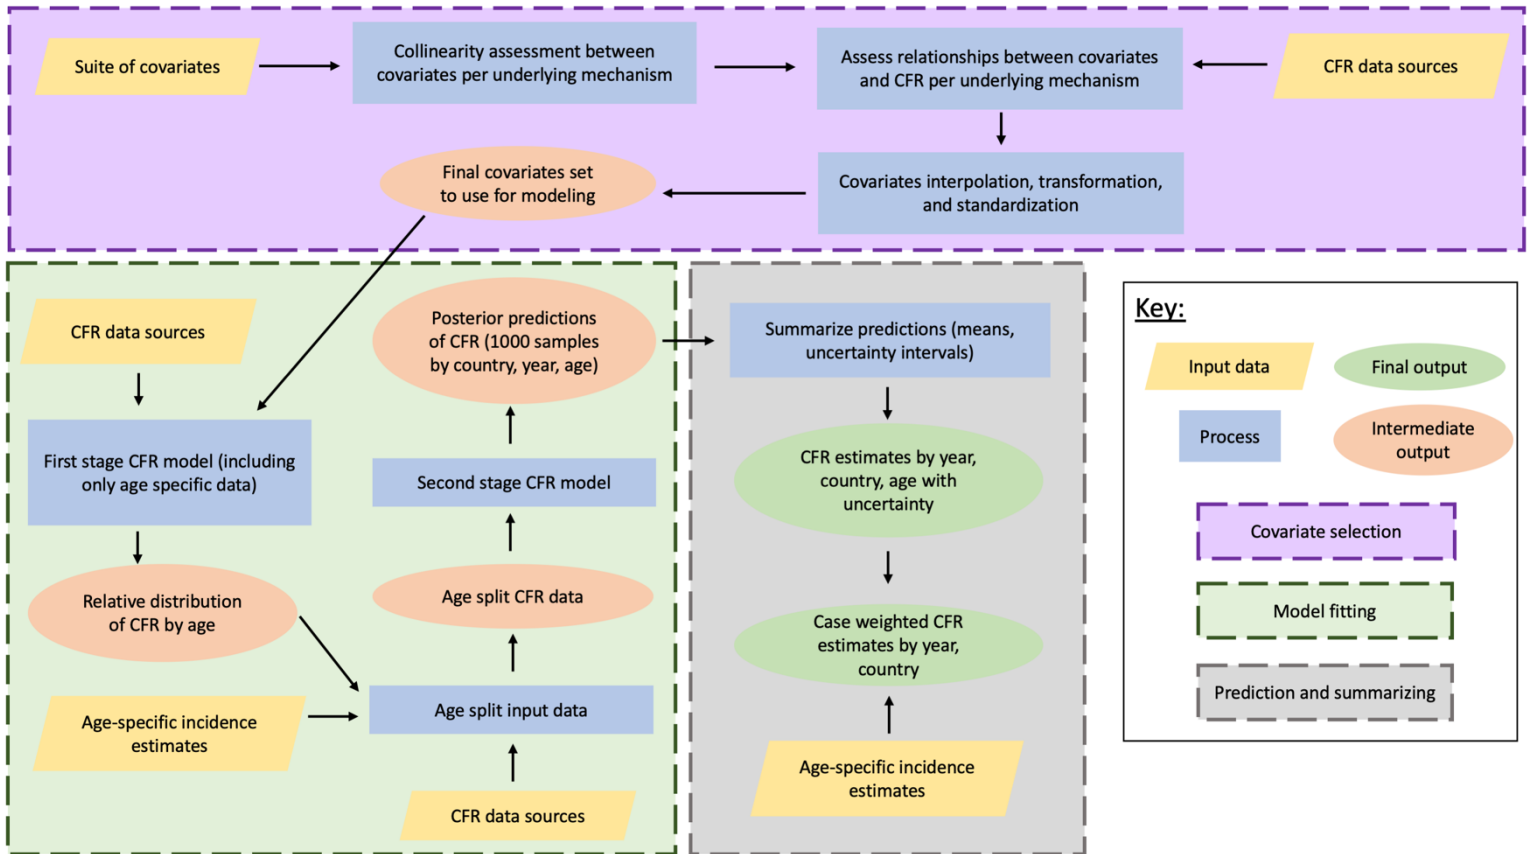 Suite of covariates
Collinearity assessment between
covariates per underlying mechanism
Assess relationships between covariates
and CFR per underlying mechanism
CFR data sources
Final covariates set
to use for modeling
Covariates interpolation, transformation,
and standardization
CFR data sources
First stage CFR model (including
only age specific data)
Relative distribution
of CFR by age
Age-specific incidence
estimates
Posterior predictions
of CFR (1000 samples
by country, year, age)
Second stage CFR model
Age split CFR data
Age split input data
CFR data sources
Summarize predictions (means,
uncertainty intervals)
CFR estimates by year,
country, age with
uncertainty
Case weighted CFR
estimates by year,
country
Age-specific incidence
estimates
Key:
Input data
Final output
Process
Intermediate
output
Covariate selection
Model fitting
Prediction and summarizing